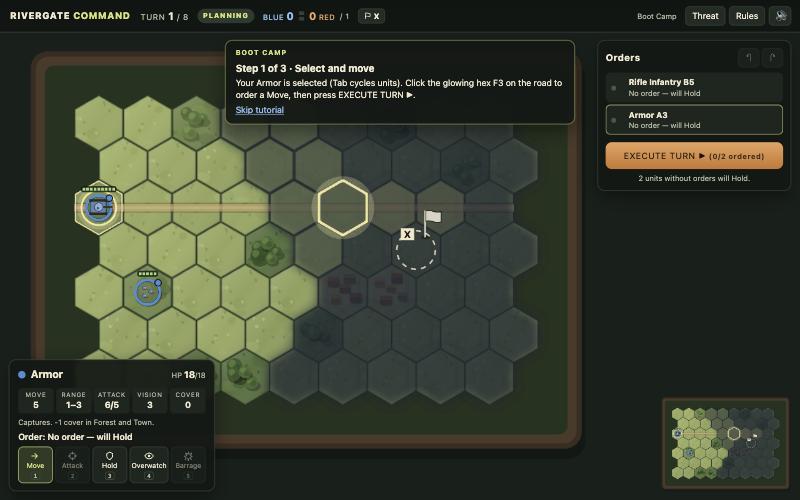 RIVERGATE COMMAND TURN 1 / 8 PLANNING BLUE 0 : 0 RED / 1 X Boot Camp Threat Rules
BOOT CAMP
Step 1 of 3 · Select and move
Your Armor is selected (Tab cycles units). Click the glowing hex F3 on the road to
order a Move, then press EXECUTE TURN ▶.
Skip tutorial
Orders
Rifle Infantry B5
No order — will Hold
Armor A3
No order — will Hold
EXECUTE TURN ▶ (0/2 ordered)
2 units without orders will Hold.
X
Armor HP 18/18
MOVE RANGE ATTACK VISION COVER
5 1–3 6/5 3 0
Captures. -1 cover in Forest and Town.
Order: No order — will Hold
Move Attack Hold Overwatch Barrage
1 2 3 4 5